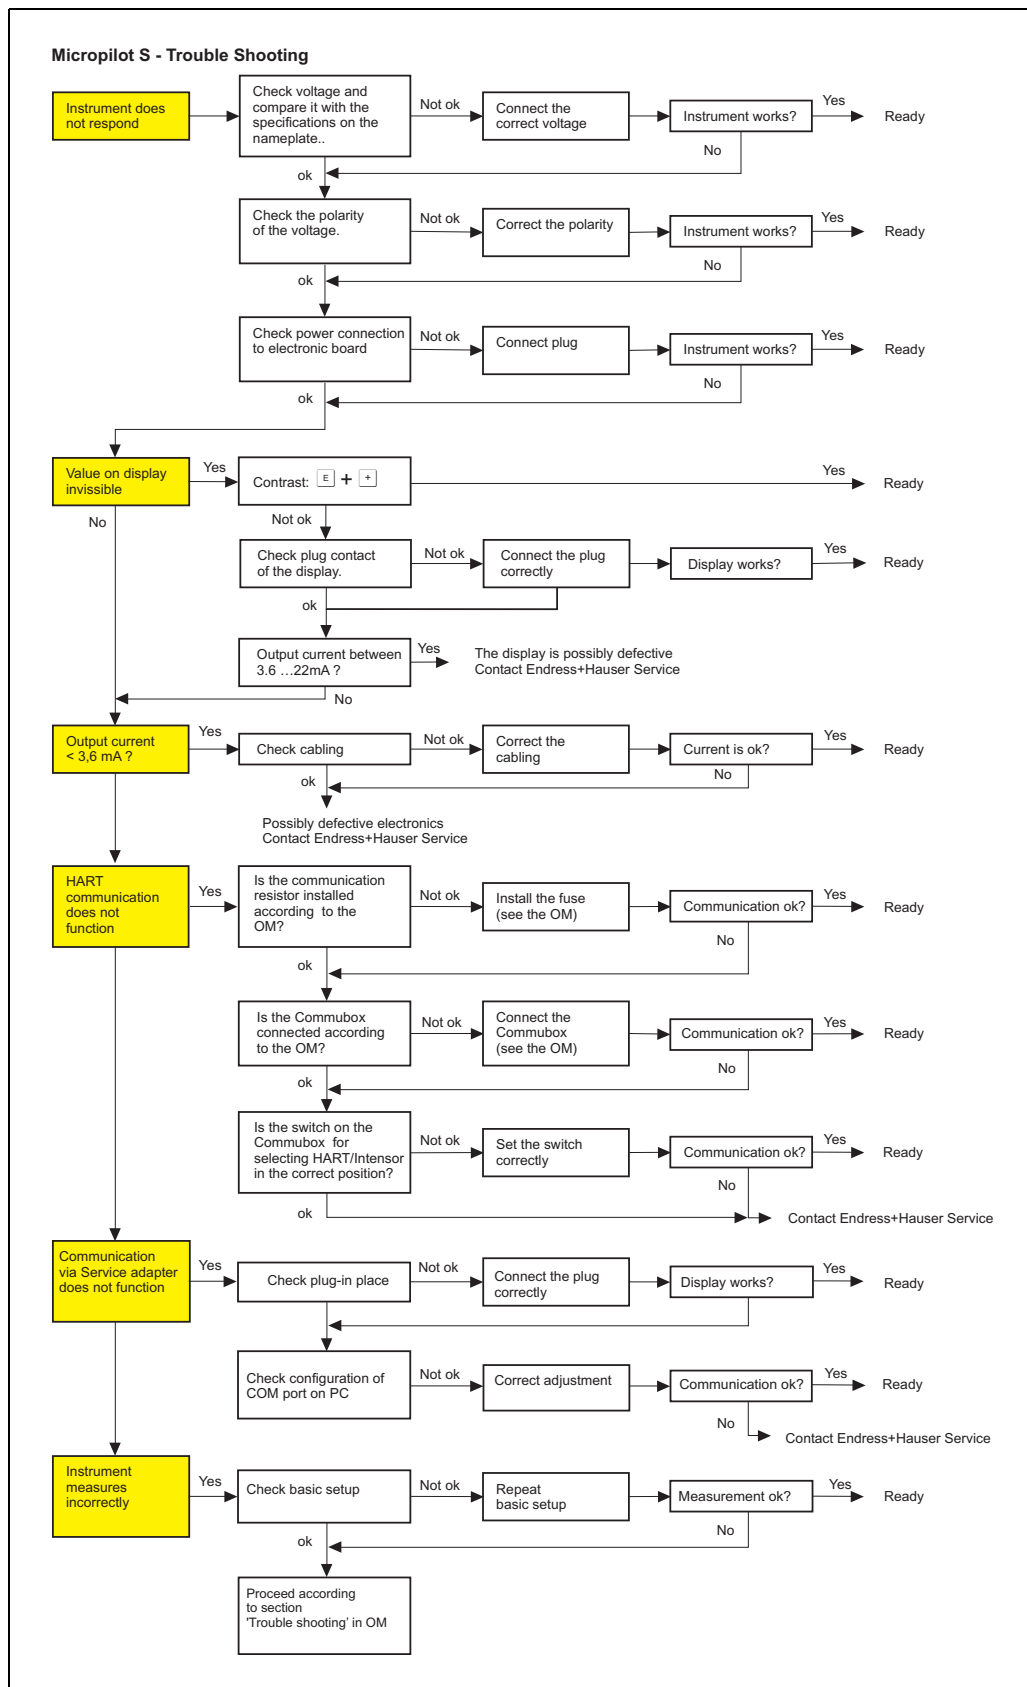 Micropilot S - Trouble Shooting
Instrument does
not respond
Check voltage and
compare it with the
specifications on the
nameplate..
Not ok
Connect the
correct voltage
Instrument works?
Yes
Ready
No
ok
Check the polarity
of the voltage.
Not ok
Correct the polarity
Instrument works?
Yes
Ready
No
ok
Check power connection
to electronic board
Not ok
Connect plug
Instrument works?
Yes
Ready
No
ok
Value on display
invissible
Yes
Contrast: E + +
Yes
Ready
No
Not ok
Check plug contact
of the display.
Not ok
Connect the plug
correctly
Display works?
Yes
Ready
ok
Output current between
3.6 ...22mA ?
Yes
The display is possibly defective
Contact Endress+Hauser Service
No
Output current
< 3,6 mA ?
Yes
Check cabling
Not ok
Correct the
cabling
Current is ok?
Yes
Ready
No
ok
Possibly defective electronics
Contact Endress+Hauser Service
HART
communication
does not
function
Yes
Is the communication
resistor installed
according to the
OM?
Not ok
Install the fuse
(see the OM)
Communication ok?
Yes
Ready
No
ok
Is the Commubox
connected according
to the OM?
Not ok
Connect the
Commubox
(see the OM)
Communication ok?
Yes
Ready
No
ok
Is the switch on the
Commubox for
selecting HART/Intensor
in the correct position?
Not ok
Set the switch
correctly
Communication ok?
Yes
Ready
No
ok
Contact Endress+Hauser Service
Communication
via Service adapter
does not function
Yes
Check plug-in place
Not ok
Connect the plug
correctly
Display works?
Yes
Ready
Check configuration of
COM port on PC
Not ok
Correct adjustment
Communication ok?
Yes
Ready
No
Contact Endress+Hauser Service
Instrument
measures
incorrectly
Yes
Check basic setup
Not ok
Repeat
basic setup
Measurement ok?
Yes
Ready
No
ok
Proceed according
to section
'Trouble shooting' in OM